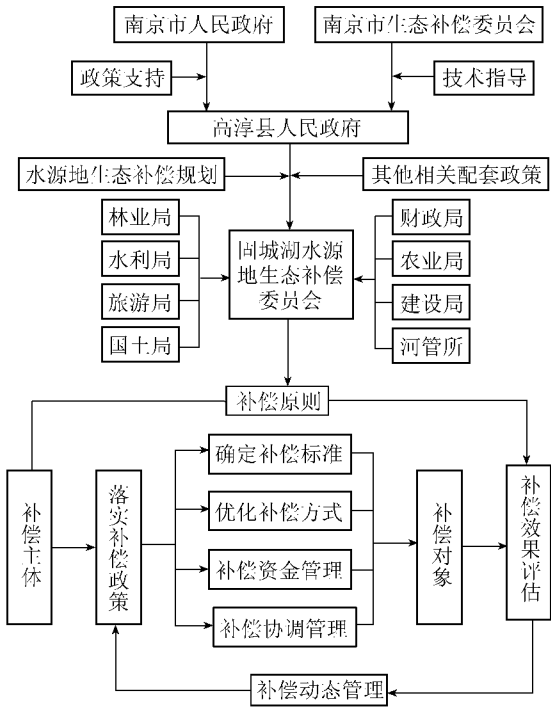 南京市人民政府
南京市生态补偿委员会
政策支持
技术指导
高淳县人民政府
水源地生态补偿规划
其他相关配套政策
林业局
水利局
旅游局
国土局
固城湖水源
地生态补偿
委员会
财政局
农业局
建设局
河管所
补偿原则
补偿主体
落实补偿政策
确定补偿标准
优化补偿方式
补偿资金管理
补偿协调管理
补偿对象
补偿效果评估
补偿动态管理